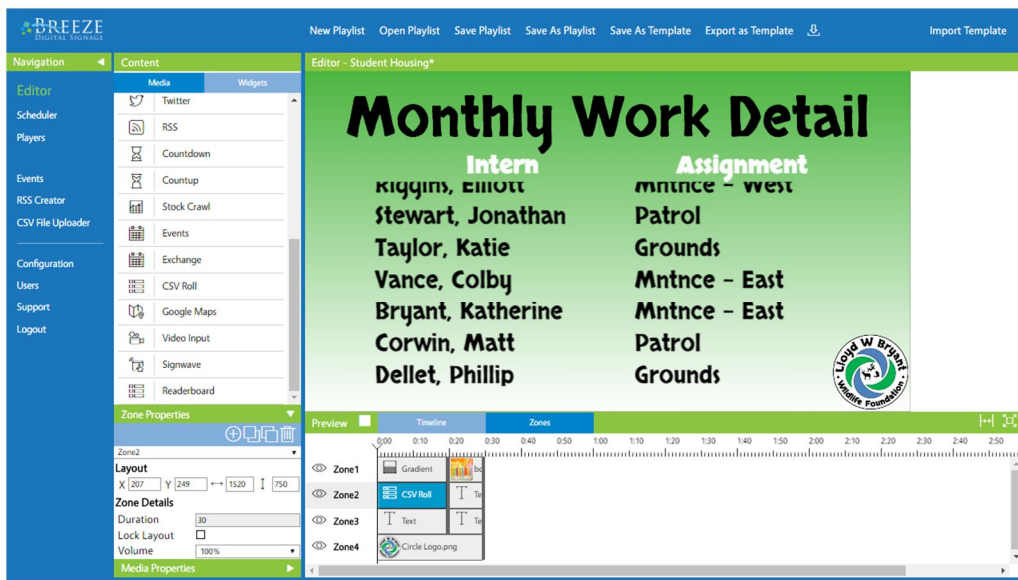 BREEZE
DIGITAL SIGNAGE
New Playlist Open Playlist Save Playlist Save As Playlist Save As Template Export as Template Import Template
Navigation
Editor
Scheduler
Players
Events
RSS Creator
CSV File Uploader
Configuration
Users
Support
Logout
Content
Media Widgets
Twitter
RSS
Countdown
Countup
Stock Crawl
Events
Exchange
CSV Roll
Google Maps
Video Input
Signwave
Readerboard
Zone Properties
Zone2
Layout
X 207 Y 249 1520 750
Zone Details
Duration 30
Lock Layout
Volume 100%
Media Properties
Editor - Student Housing*
Monthly Work Detail
Intern Assignment
Riggins, Elliott Mntnce - West
Stewart, Jonathan Patrol
Taylor, Katie Grounds
Vance, Colby Mntnce - East
Bryant, Katherine Mntnce - East
Corwin, Matt Patrol
Dellet, Phillip Grounds
Lloyd W Bryant
Wildlife Foundation
Preview Timeline Zones
0:00 0:10 0:20 0:30 0:40 0:50 1:00 1:10 1:20 1:30 1:40 1:50 2:00 2:10 2:20 2:30 2:40 2:50
Zone1 Gradient bc
Zone2 CSV Roll T Te
Zone3 T Text T Te
Zone4 Circle Logo.png